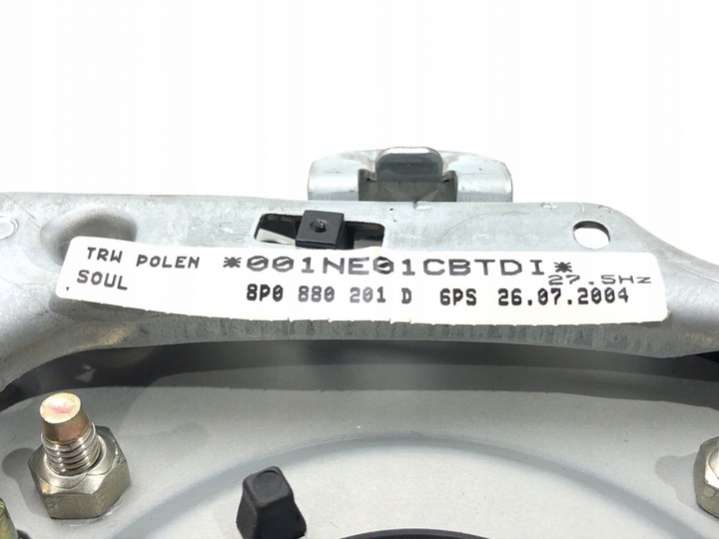 TRW POLEN *001NE01CBTDI*
SOUL 27.5Hz
8P0 880 201 D 6PS 26.07.2004